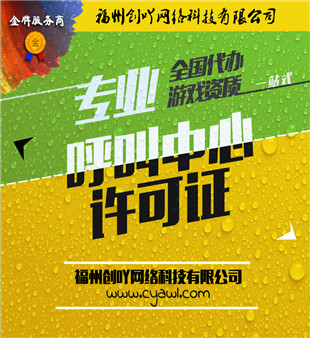 金牌服务商
福州创吖网络科技有限公司
金
专业
全国代办
游戏资质
一站式
呼叫中心
许可证
福州创吖网络科技有限公司
www.cyawl.com